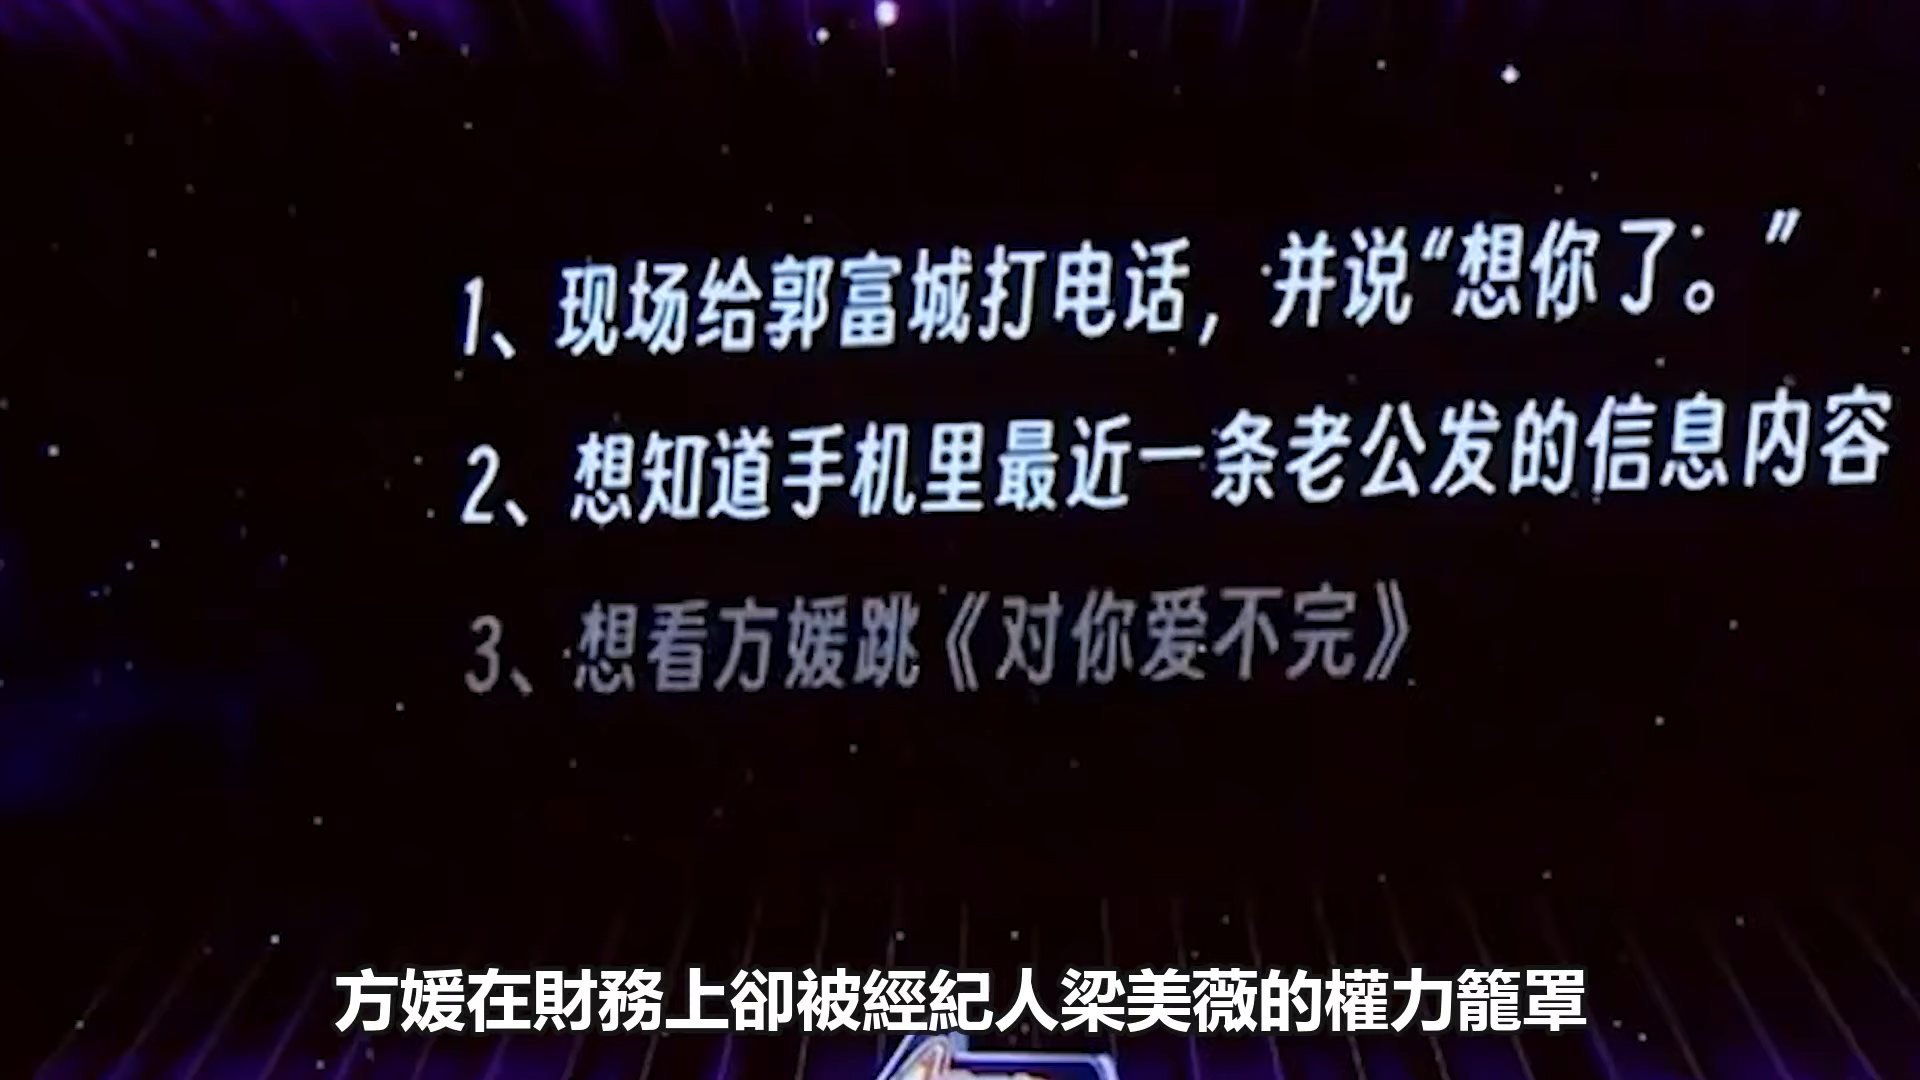 1、现场给郭富城打电话，并说“想你了。”
2、想知道手机里最近一条老公发的信息内容
3、想看方媛跳《对你爱不完》
方媛在財務上卻被經紀人梁美薇的權力籠罩